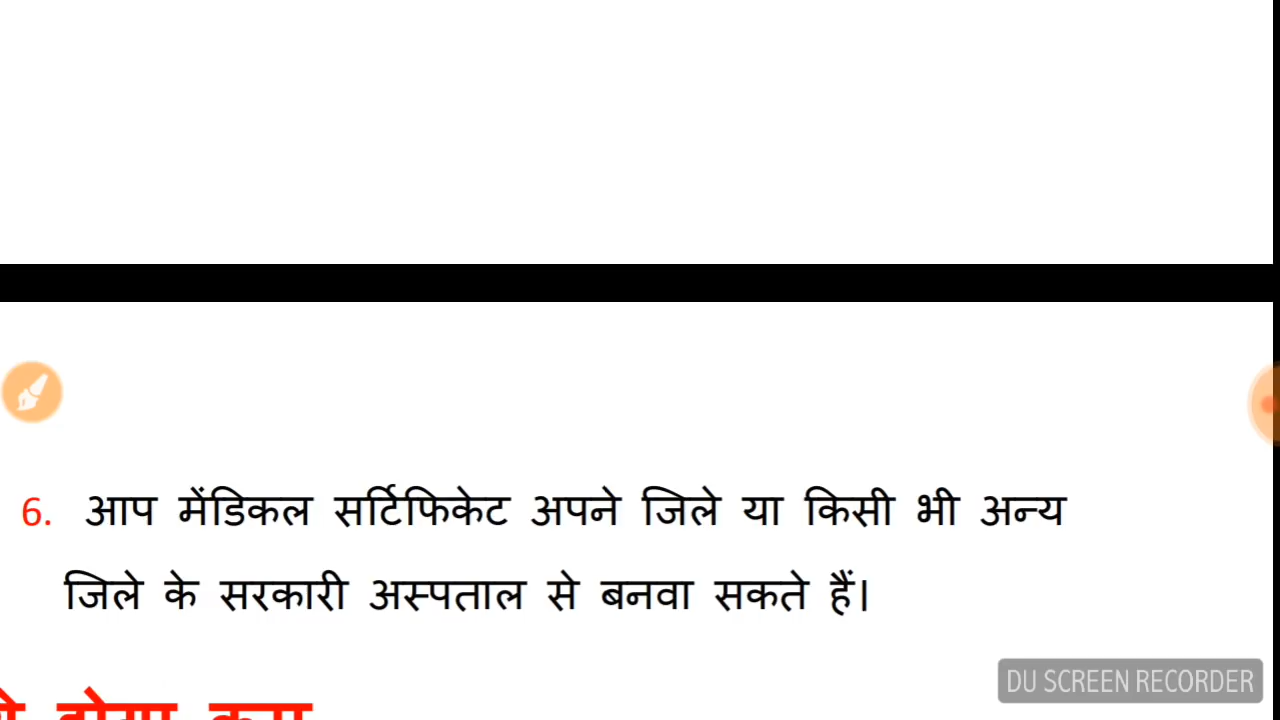 6. आप मेंडिकल सर्टिफिकेट अपने जिले या किसी भी अन्य
जिले के सरकारी अस्पताल से बनवा सकते हैं।
DU SCREEN RECORDER